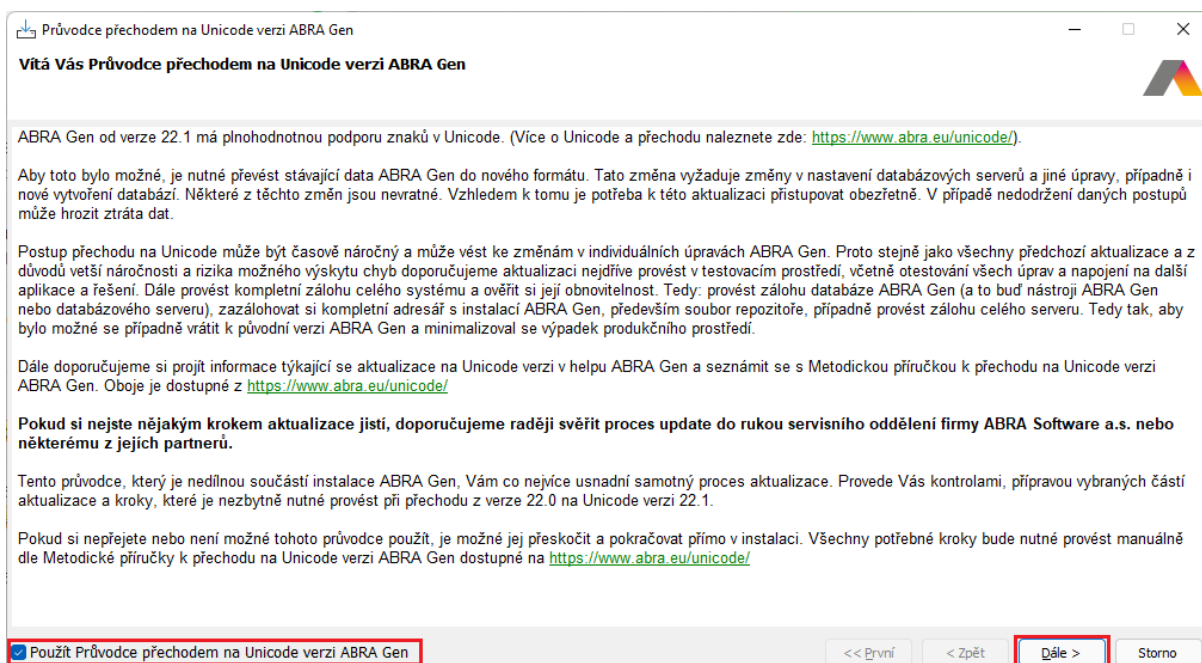 Průvodce přechodem na Unicode verzi ABRA Gen
Vítá Vás Průvodce přechodem na Unicode verzi ABRA Gen
ABRA Gen od verze 22.1 má plnohodnotnou podporu znaků v Unicode. (Více o Unicode a přechodu naleznete zde: https://www.abra.eu/unicode/).
Aby toto bylo možné, je nutné převést stávající data ABRA Gen do nového formátu. Tato změna vyžaduje změny v nastavení databázových serverů a jiné úpravy, případně i
nové vytvoření databází. Některé z těchto změn jsou nevratné. Vzhledem k tomu je potřeba k této aktualizaci přistupovat obezřetně. V případě nedodržení daných postupů
může hrozit ztráta dat.
Postup přechodu na Unicode může být časově náročný a může vést ke změnám v individuálních úpravách ABRA Gen. Proto stejně jako všechny předchozí aktualizace a z
důvodů vetší náročnosti a rizika možného výskytu chyb doporučujeme aktualizaci nejdříve provést v testovacím prostředí, včetně otestování všech úprav a napojení na další
aplikace a řešení. Dále provést kompletní zálohu celého systému a ověřit si její obnovitelnost. Tedy: provést zálohu databáze ABRA Gen (a to buď nástroji ABRA Gen
nebo databázového serveru), zazálohovat si kompletní adresář s instalací ABRA Gen, především soubor repozitoře, případně provést zálohu celého serveru. Tedy tak, aby
bylo možné se případně vrátit k původní verzi ABRA Gen a minimalizoval se výpadek produkčního prostředí.
Dále doporučujeme si projít informace týkající se aktualizace na Unicode verzi v helpu ABRA Gen a seznámit se s Metodickou příručkou k přechodu na Unicode verzi
ABRA Gen. Oboje je dostupné z https://www.abra.eu/unicode/
Pokud si nejste nějakým krokem aktualizace jistí, doporučujeme raději svěřit proces update do rukou servisního oddělení firmy ABRA Software a.s. nebo
některému z jejích partnerů.
Tento průvodce, který je nedílnou součástí instalace ABRA Gen, Vám co nejvíce usnadní samotný proces aktualizace. Provede Vás kontrolami, přípravou vybraných částí
aktualizace a kroky, které je nezbytně nutné provést při přechodu z verze 22.0 na Unicode verzi 22.1.
Pokud si nepřejete nebo není možné tohoto průvodce použít, je možné jej přeskočit a pokračovat přímo v instalaci. Všechny potřebné kroky bude nutné provést manuálně
dle Metodické příručky k přechodu na Unicode verzi ABRA Gen dostupné na https://www.abra.eu/unicode/
Použít Průvodce přechodem na Unicode verzi ABRA Gen
<< První < Zpět Dále > Storno